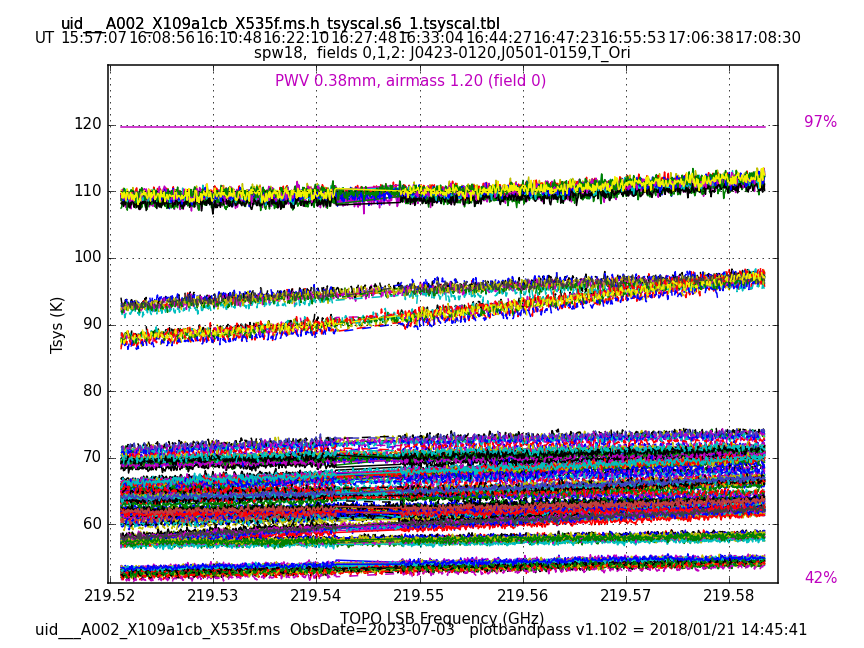 uid___A002_X109a1cb_X535f.ms.h_tsyscal.s6_1.tsyscal.tbl
UT 15:57:07 16:08:56 16:10:48 16:22:10 16:27:48 16:33:04 16:44:27 16:47:23 16:55:53 17:06:38 17:08:30
spw18, fields 0,1,2: J0423-0120,J0501-0159,T_Ori
PWV 0.38mm, airmass 1.20 (field 0)
97%
120
110
100
90
80
70
60
Tsys (K)
42%
219.52 219.53 219.54 219.55 219.56 219.57 219.58
TOPO LSB Frequency (GHz)
uid___A002_X109a1cb_X535f.ms ObsDate=2023-07-03 plotbandpass v1.102 = 2018/01/21 14:45:41